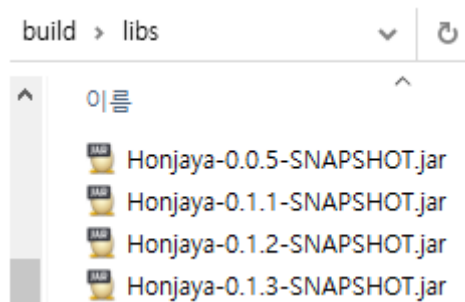 build > libs
이름
Honjaya-0.0.5-SNAPSHOT.jar
Honjaya-0.1.1-SNAPSHOT.jar
Honjaya-0.1.2-SNAPSHOT.jar
Honjaya-0.1.3-SNAPSHOT.jar